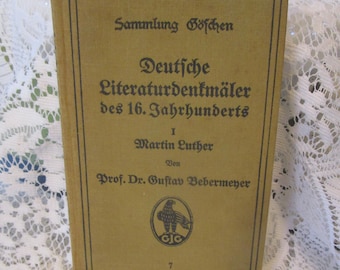 Sammlung Göschen
Deutsche
Literaturdenkmäler
des 16. Jahrhunderts
I
Martin Luther
Von
Prof. Dr. Gustav Bebermeyer
7